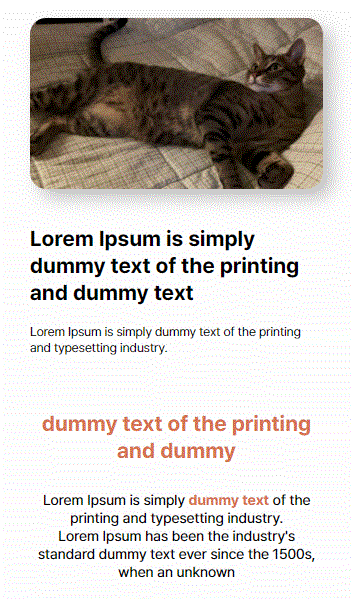 Lorem Ipsum is simply
dummy text of the printing
and dummy text
Lorem Ipsum is simply dummy text of the printing
and typesetting industry.
dummy text of the printing
and dummy
Lorem Ipsum is simply dummy text of the
printing and typesetting industry.
Lorem Ipsum has been the industry's
standard dummy text ever since the 1500s,
when an unknown